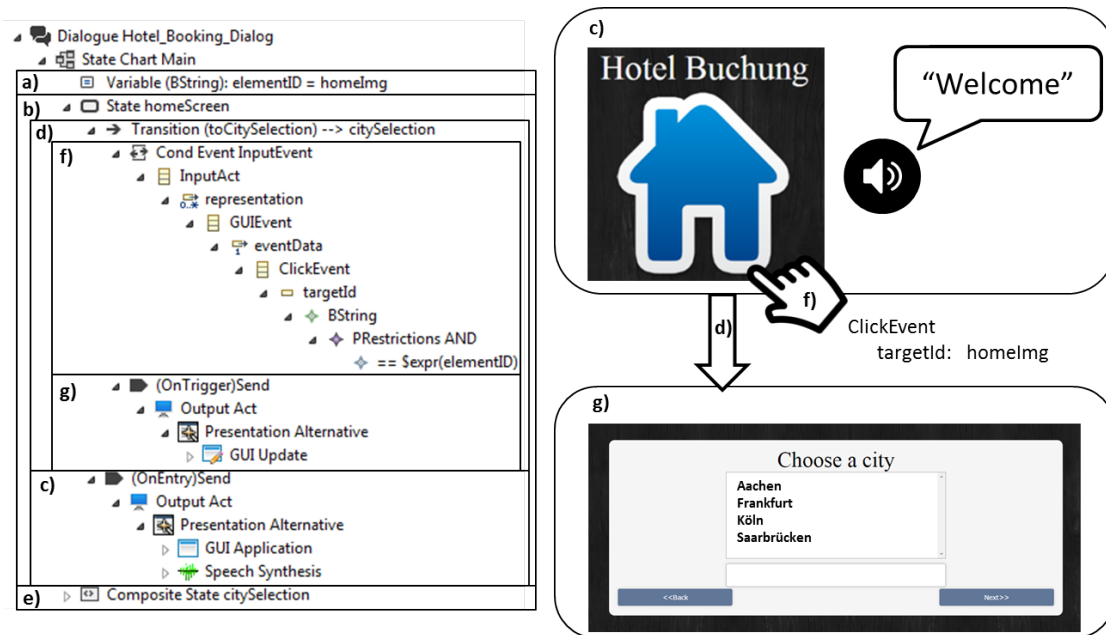 Dialogue Hotel_Booking_Dialog
State Chart Main
a) Variable (BString): elementID = homeImg
b) State homeScreen
d) Transition (toCitySelection) --> citySelection
f) Cond Event InputEvent
InputAct
representation
0..*
GUIEvent
eventData
1
ClickEvent
targetId
BString
PRestrictions AND
== $expr(elementID)
g) (OnTrigger)Send
Output Act
Presentation Alternative
GUI Update
c) (OnEntry)Send
Output Act
Presentation Alternative
GUI Application
Speech Synthesis
e) Composite State citySelection
c)
Hotel Buchung
“Welcome”
f)
d)
ClickEvent
targetId: homeImg
g)
Choose a city
Aachen
Frankfurt
Köln
Saarbrücken
<<Back Next>>